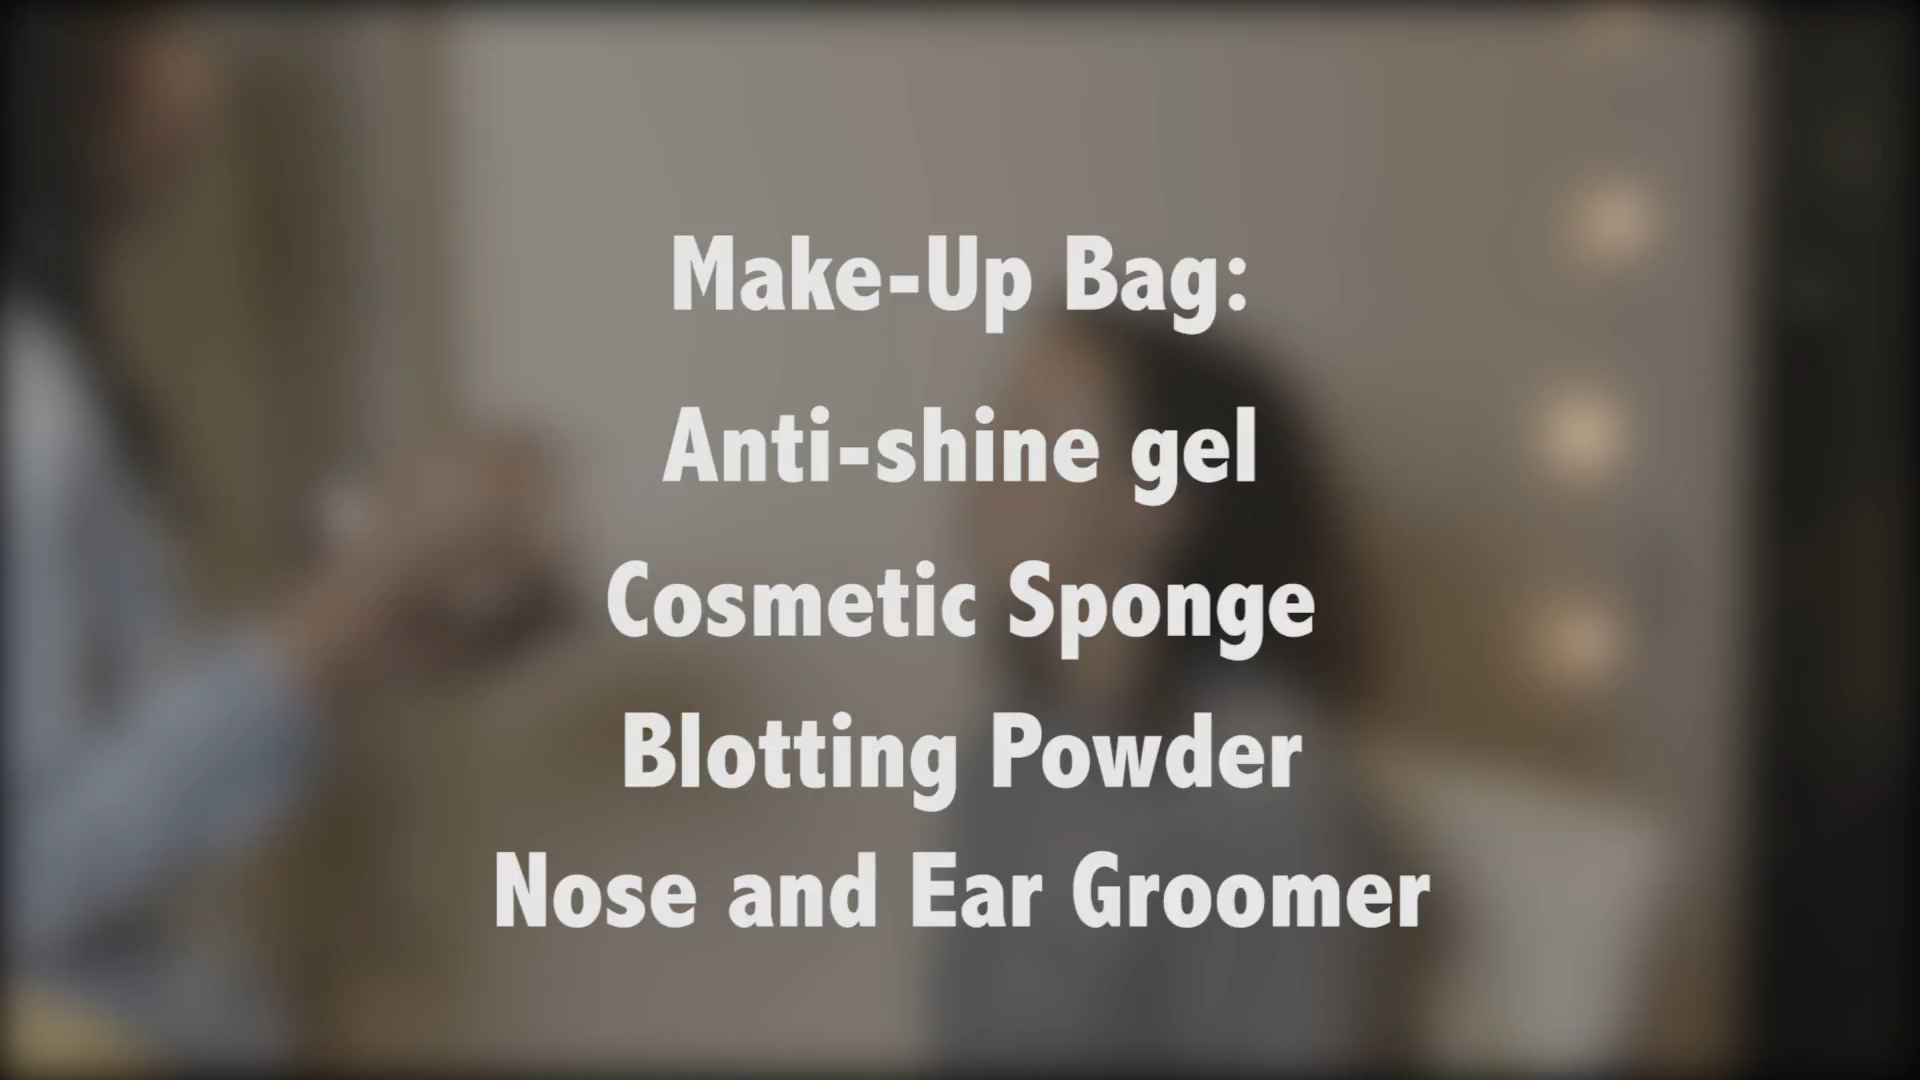 Make-Up Bag:
Anti-shine gel
Cosmetic Sponge
Blotting Powder
Nose and Ear Groomer